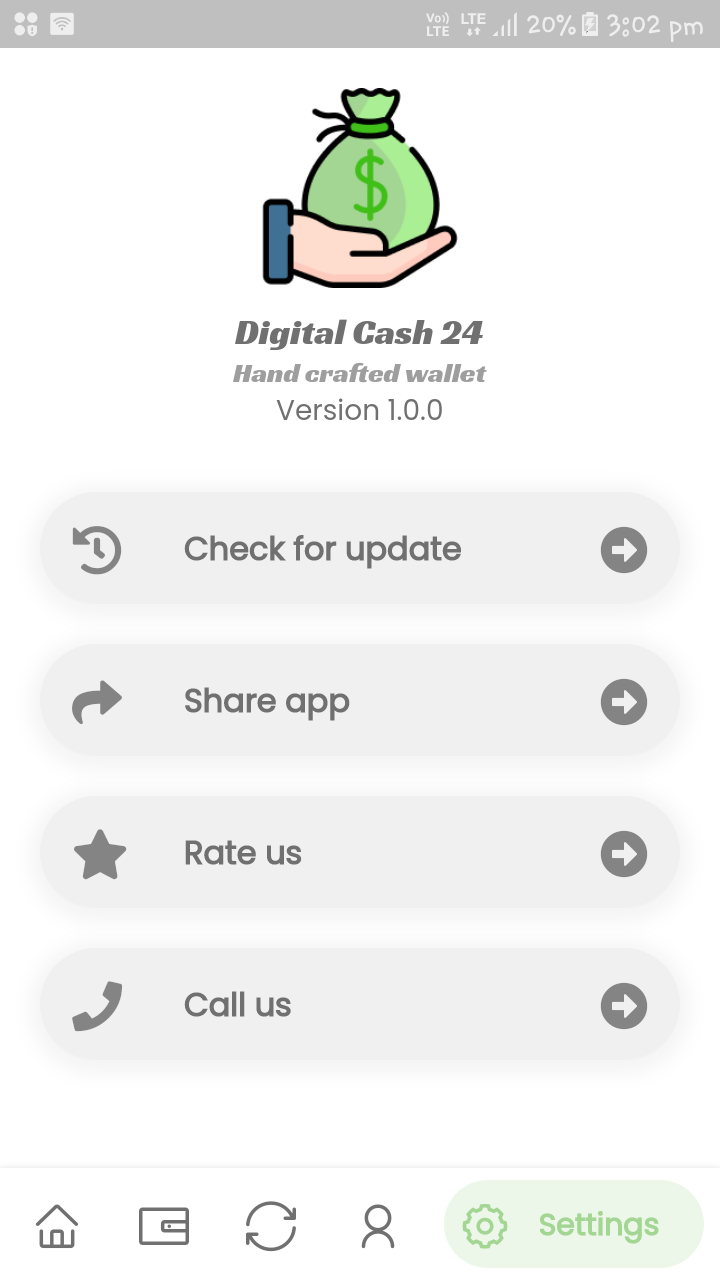 Vo)) LTE LTE 20% 3:02 pm
$
Digital Cash 24
Hand crafted wallet
Version 1.0.0
Check for update
Share app
Rate us
Call us
Settings